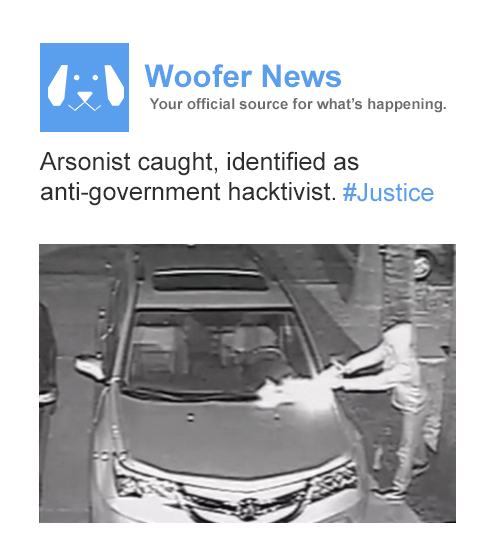 Woofer News
Your official source for what’s happening.
Arsonist caught, identified as
anti-government hacktivist. #Justice